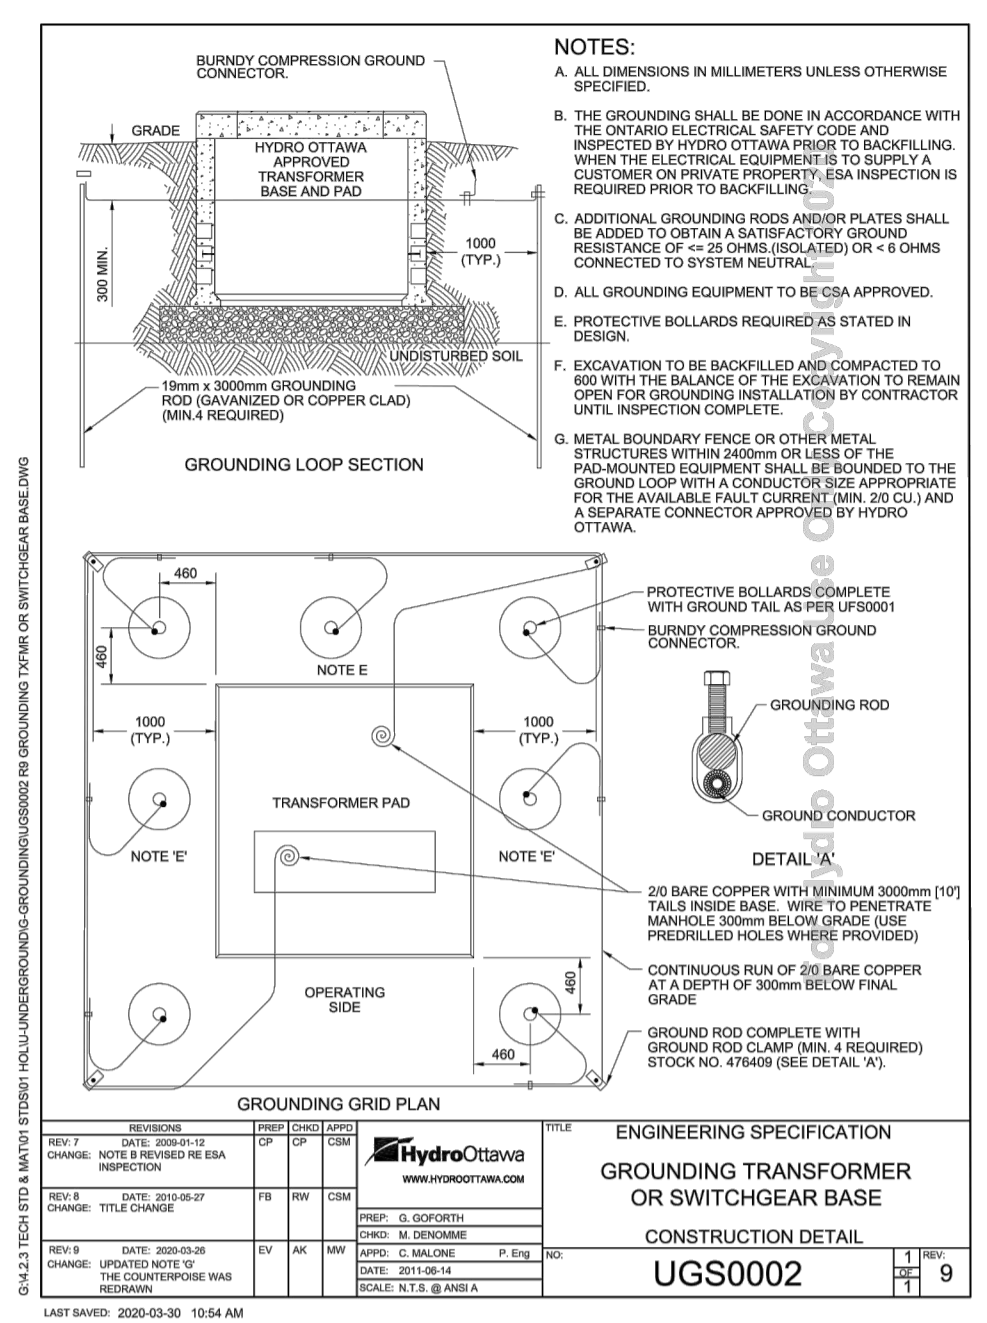 BURNDY COMPRESSION GROUND
CONNECTOR.
GRADE
HYDRO OTTAWA
APPROVED
TRANSFORMER
BASE AND PAD
300 MIN.
1000
(TYP.)
UNDISTURBED SOIL
19mm x 3000mm GROUNDING
ROD (GAVANIZED OR COPPER CLAD)
(MIN.4 REQUIRED)
GROUNDING LOOP SECTION
NOTES:
A. ALL DIMENSIONS IN MILLIMETERS UNLESS OTHERWISE
SPECIFIED.
B. THE GROUNDING SHALL BE DONE IN ACCORDANCE WITH
THE ONTARIO ELECTRICAL SAFETY CODE AND
INSPECTED BY HYDRO OTTAWA PRIOR TO BACKFILLING.
WHEN THE ELECTRICAL EQUIPMENT IS TO SUPPLY A
CUSTOMER ON PRIVATE PROPERTY, ESA INSPECTION IS
REQUIRED PRIOR TO BACKFILLING.
C. ADDITIONAL GROUNDING RODS AND/OR PLATES SHALL
BE ADDED TO OBTAIN A SATISFACTORY GROUND
RESISTANCE OF <= 25 OHMS.(ISOLATED) OR < 6 OHMS
CONNECTED TO SYSTEM NEUTRAL.
D. ALL GROUNDING EQUIPMENT TO BE CSA APPROVED.
E. PROTECTIVE BOLLARDS REQUIRED AS STATED IN
DESIGN.
F. EXCAVATION TO BE BACKFILLED AND COMPACTED TO
600 WITH THE BALANCE OF THE EXCAVATION TO REMAIN
OPEN FOR GROUNDING INSTALLATION BY CONTRACTOR
UNTIL INSPECTION COMPLETE.
G. METAL BOUNDARY FENCE OR OTHER METAL
STRUCTURES WITHIN 2400mm OR LESS OF THE
PAD-MOUNTED EQUIPMENT SHALL BE BOUNDED TO THE
GROUND LOOP WITH A CONDUCTOR SIZE APPROPRIATE
FOR THE AVAILABLE FAULT CURRENT (MIN. 2/0 CU.) AND
A SEPARATE CONNECTOR APPROVED BY HYDRO
OTTAWA.
460
460
NOTE E
1000
(TYP.)
1000
(TYP.)
TRANSFORMER PAD
NOTE 'E'
NOTE 'E'
OPERATING
SIDE
460
460
GROUNDING GRID PLAN
PROTECTIVE BOLLARDS COMPLETE
WITH GROUND TAIL AS PER UFS0001
BURNDY COMPRESSION GROUND
CONNECTOR.
GROUNDING ROD
GROUND CONDUCTOR
DETAIL 'A'
2/0 BARE COPPER WITH MINIMUM 3000mm [10']
TAILS INSIDE BASE. WIRE TO PENETRATE
MANHOLE 300mm BELOW GRADE (USE
PREDRILLED HOLES WHERE PROVIDED)
CONTINUOUS RUN OF 2/0 BARE COPPER
AT A DEPTH OF 300mm BELOW FINAL
GRADE
GROUND ROD COMPLETE WITH
GROUND ROD CLAMP (MIN. 4 REQUIRED)
STOCK NO. 476409 (SEE DETAIL 'A').
REVISIONS PREP CHKD APPD
REV: 7 DATE: 2009-01-12 CP CP CSM
CHANGE: NOTE B REVISED RE ESA
INSPECTION
REV: 8 DATE: 2010-05-27 FB RW CSM
CHANGE: TITLE CHANGE
REV: 9 DATE: 2020-03-26 EV AK MW
CHANGE: UPDATED NOTE 'G'
THE COUNTERPOISE WAS
REDRAWN
HydroOttawa
WWW.HYDROOTTAWA.COM
PREP: G. GOFORTH
CHKD: M. DENOMME
APPD: C. MALONE P. Eng
DATE: 2011-06-14
SCALE: N.T.S. @ ANSI A
TITLE
ENGINEERING SPECIFICATION
GROUNDING TRANSFORMER
OR SWITCHGEAR BASE
CONSTRUCTION DETAIL
NO:
UGS0002
1
OF
1
REV:
9
LAST SAVED: 2020-03-30 10:54 AM
G:\4.2.3 TECH STD & MAT\01 STDS\01 HOL\U-UNDERGROUND\G-GROUNDING\UGS0002 R9 GROUNDING TXFMR OR SWITCHGEAR BASE.DWG
For Hydro Ottawa Use Only Copyright